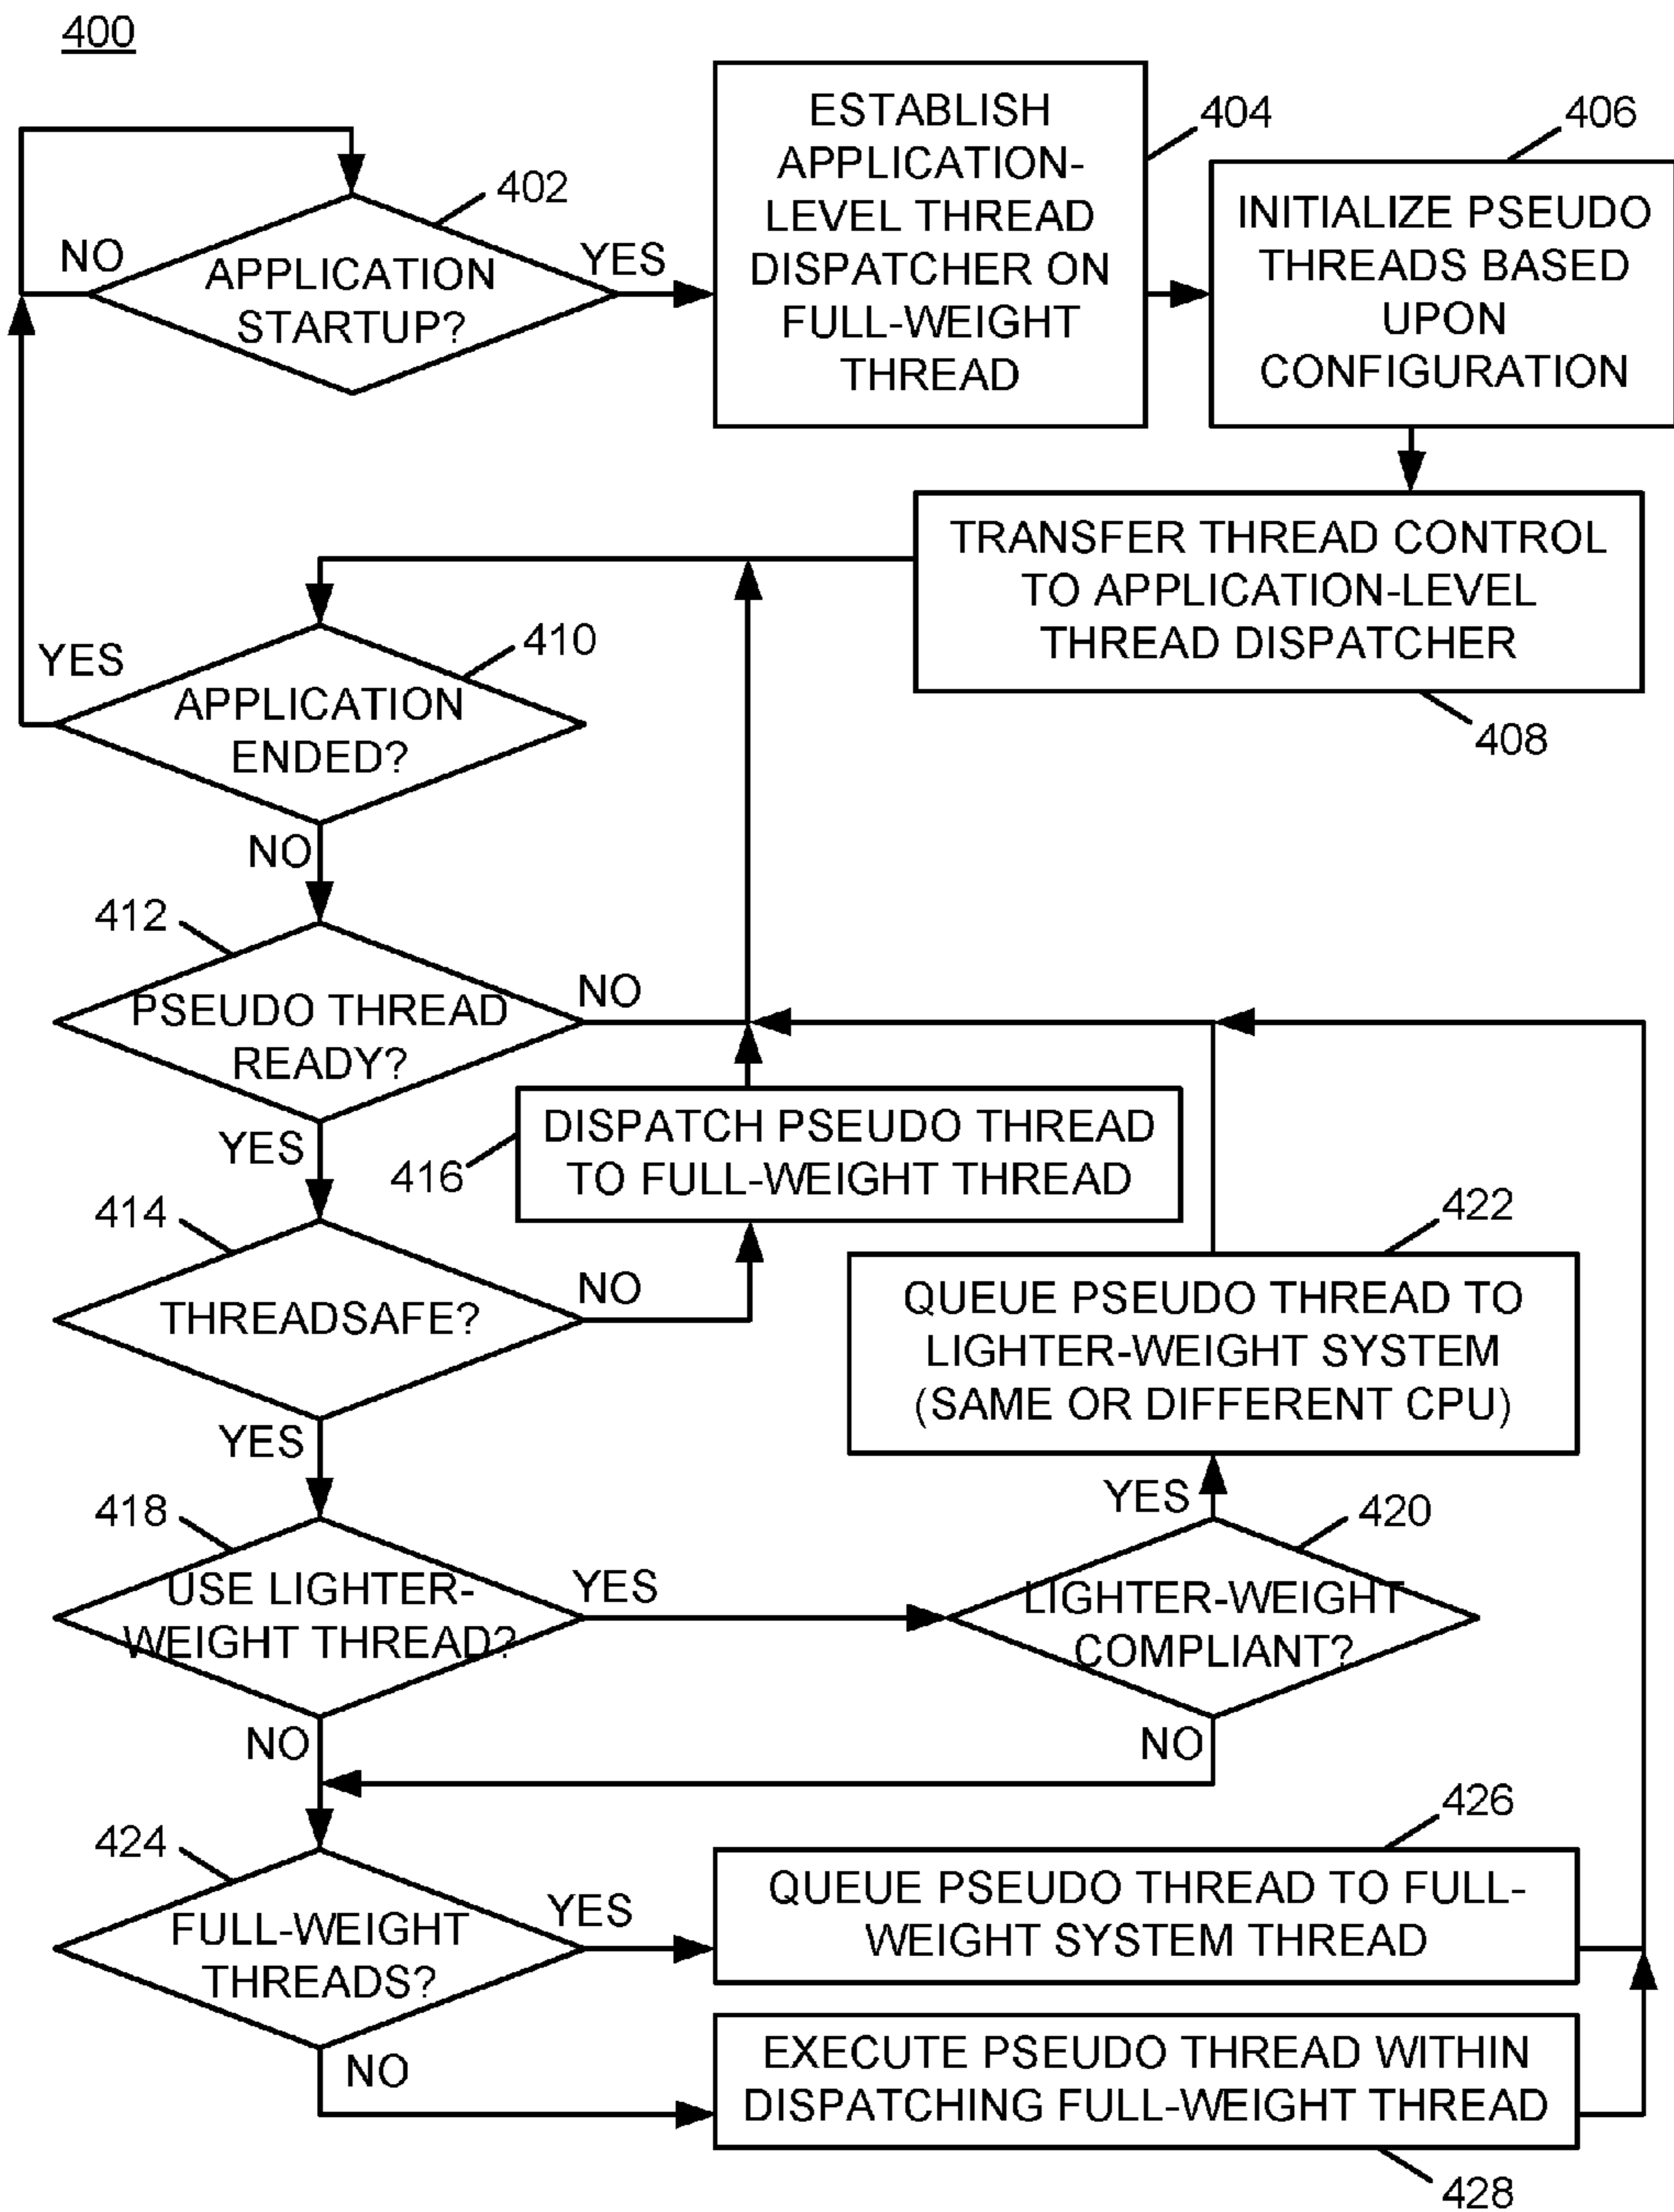 400
ESTABLISH
APPLICATION-
LEVEL THREAD
DISPATCHER ON
FULL-WEIGHT
THREAD
404
406
402
NO
APPLICATION
STARTUP?
YES
INITIALIZE PSEUDO
THREADS BASED
UPON
CONFIGURATION
TRANSFER THREAD CONTROL
TO APPLICATION-LEVEL
THREAD DISPATCHER
408
YES
410
APPLICATION
ENDED?
NO
412
PSEUDO THREAD
READY?
NO
YES
DISPATCH PSEUDO THREAD
TO FULL-WEIGHT THREAD
416
414
THREADSAFE?
NO
YES
422
QUEUE PSEUDO THREAD TO
LIGHTER-WEIGHT SYSTEM
(SAME OR DIFFERENT CPU)
YES
418
USE LIGHTER-
WEIGHT THREAD?
YES
420
LIGHTER-WEIGHT
COMPLIANT?
NO
NO
424
FULL-WEIGHT
THREADS?
YES
426
QUEUE PSEUDO THREAD TO FULL-
WEIGHT SYSTEM THREAD
NO
EXECUTE PSEUDO THREAD WITHIN
DISPATCHING FULL-WEIGHT THREAD
428